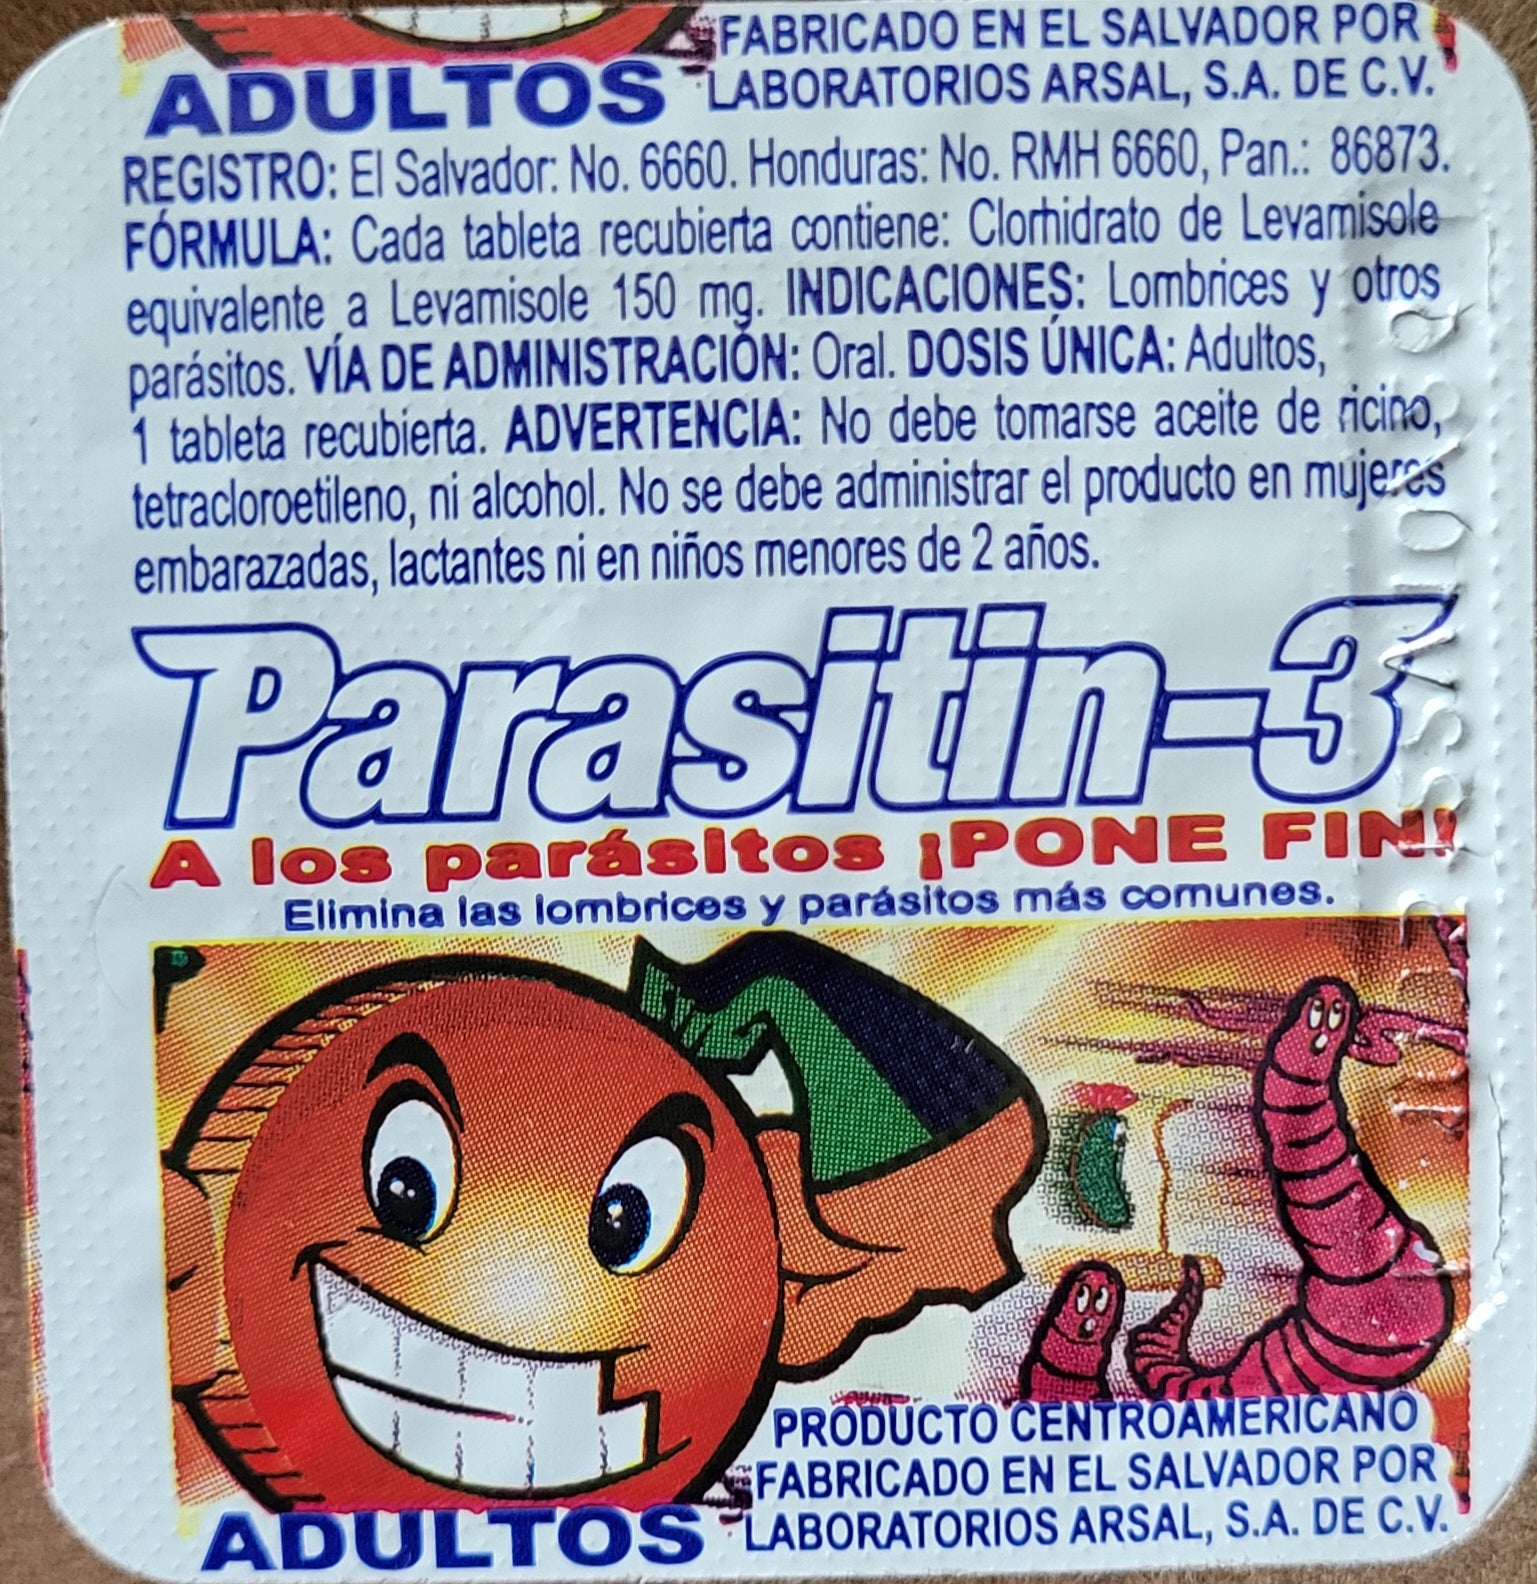 FABRICADO EN EL SALVADOR POR
ADULTOS LABORATORIOS ARSAL, S.A. DE C.V.
REGISTRO: El Salvador: No. 6660. Honduras: No. RMH 6660, Pan.: 86873.
FÓRMULA: Cada tableta recubierta contiene: Clorhidrato de Levamisole
equivalente a Levamisole 150 mg. INDICACIONES: Lombrices y otros
parásitos. VÍA DE ADMINISTRACIÓN: Oral. DOSIS ÚNICA: Adultos,
1 tableta recubierta. ADVERTENCIA: No debe tomarse aceite de ricino,
tetracloroetileno, ni alcohol. No se debe administrar el producto en mujeres
embarazadas, lactantes ni en niños menores de 2 años.
Parasitin-3
A los parásitos ¡PONE FIN!
Elimina las lombrices y parásitos más comunes.
PRODUCTO CENTROAMERICANO
FABRICADO EN EL SALVADOR POR
ADULTOS LABORATORIOS ARSAL, S.A. DE C.V.